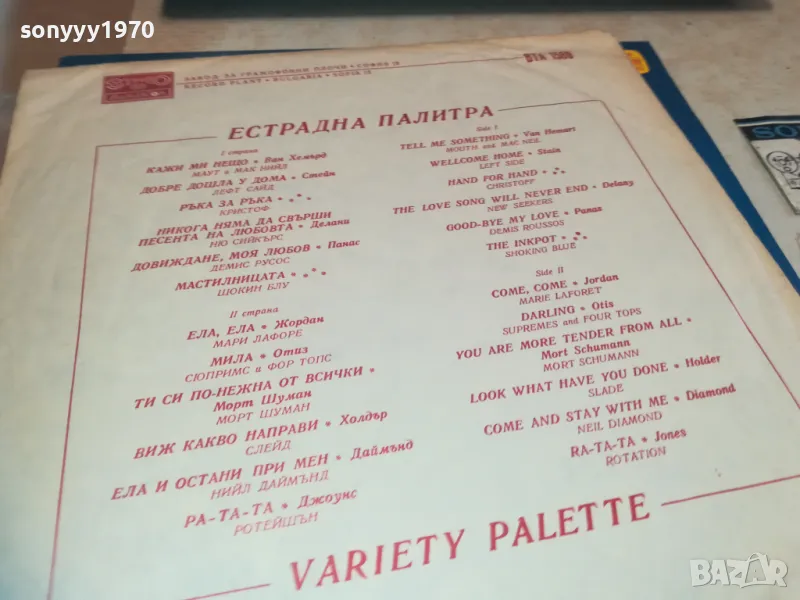 sonyyy1970
ЗАВОД ЗА ГРАМОФОННИ ПЛОЧИ • СОФИЯ
RECORD PLANT • BULGARIA • SOFIA
ЕСТРАДНА ПАЛИТРА
I страна
КАЖИ МИ НЕЩО • Ван Хемърд
МАУТ и МАК НИЙЛ
ДОБРЕ ДОШЛА У ДОМА • Стейн
ЛЕФТ САЙД
РЪКА ЗА РЪКА •
КРИСТОФ
НИКОГА НЯМА ДА СВЪРШИ
ПЕСЕНТА НА ЛЮБОВТА • Делани
НЮ СИЙКЪРС
ДОВИЖДАНЕ, МОЯ ЛЮБОВ • Панас
ДЕМИС РУСОС
МАСТИЛНИЦАТА •
ШОКИН БЛУ
II страна
ЕЛА, ЕЛА • Жордан
МАРИ ЛАФОРЕ
МИЛА • Отиз
СЮПРИМС и ФОР ТОПС
ТИ СИ ПО-НЕЖНА ОТ ВСИЧКИ •
Морт Шуман
МОРТ ШУМАН
ВИЖ КАКВО НАПРАВИ • Холдър
СЛЕЙД
ЕЛА И ОСТАНИ ПРИ МЕН • Даймънд
НИЙЛ ДАЙМЪНД
РА-ТА-ТА • Джоунс
РОТЕЙШЪН
Side I
TELL ME SOMETHING • Van Hemart
MOUTH and MAC NEIL
WELLCOME HOME • Stain
LEFT SIDE
HAND FOR HAND •
CHRISTOFF
THE LOVE SONG WILL NEVER END • Delany
NEW SEEKERS
GOOD-BYE MY LOVE • Panas
DEMIS ROUSSOS
THE INKPOT •
SHOKING BLUE
Side II
COME, COME • Jordan
MARIE LAFORET
DARLING • Otis
SUPREMES and FOUR TOPS
YOU ARE MORE TENDER FROM ALL •
Mort Schumann
MORT SCHUMANN
LOOK WHAT HAVE YOU DONE • Holder
SLADE
COME AND STAY WITH ME • Diamond
NEIL DIAMOND
RA-TA-TA • Jones
ROTATION
VARIETY PALETTE
BAZAR